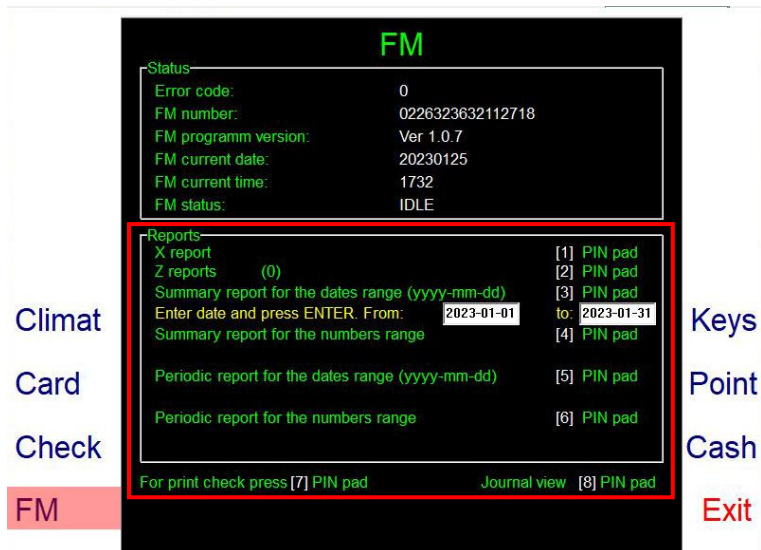 FM
Status
Error code: 0
FM number: 0226323632112718
FM programm version: Ver 1.0.7
FM current date: 20230125
FM current time: 1732
FM status: IDLE
Reports
X report [1] PIN pad
Z reports (0) [2] PIN pad
Summary report for the dates range (yyyy-mm-dd) [3] PIN pad
Enter date and press ENTER. From: 2023-01-01 to: 2023-01-31
Summary report for the numbers range [4] PIN pad
Periodic report for the dates range (yyyy-mm-dd) [5] PIN pad
Periodic report for the numbers range [6] PIN pad
For print check press [7] PIN pad Journal view [8] PIN pad
Climat
Card
Check
FM
Keys
Point
Cash
Exit